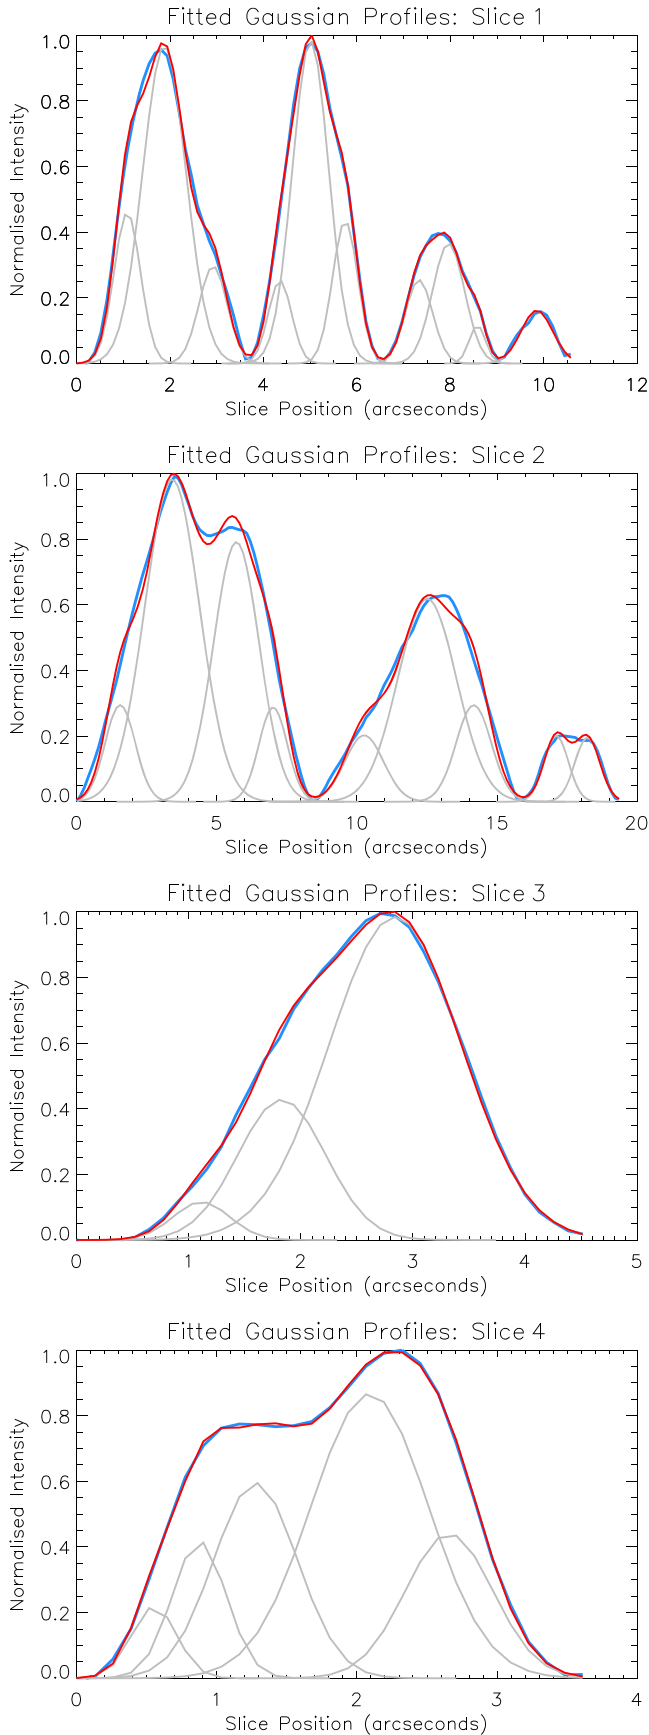 Fitted Gaussian Profiles: Slice 1
1.0
0.8
0.6
0.4
0.2
0.0
Normalised Intensity
0 2 4 6 8 10 12
Slice Position (arcseconds)
Fitted Gaussian Profiles: Slice 2
1.0
0.8
0.6
0.4
0.2
0.0
Normalised Intensity
0 5 10 15 20
Slice Position (arcseconds)
Fitted Gaussian Profiles: Slice 3
1.0
0.8
0.6
0.4
0.2
0.0
Normalised Intensity
0 1 2 3 4 5
Slice Position (arcseconds)
Fitted Gaussian Profiles: Slice 4
1.0
0.8
0.6
0.4
0.2
0.0
Normalised Intensity
0 1 2 3 4
Slice Position (arcseconds)